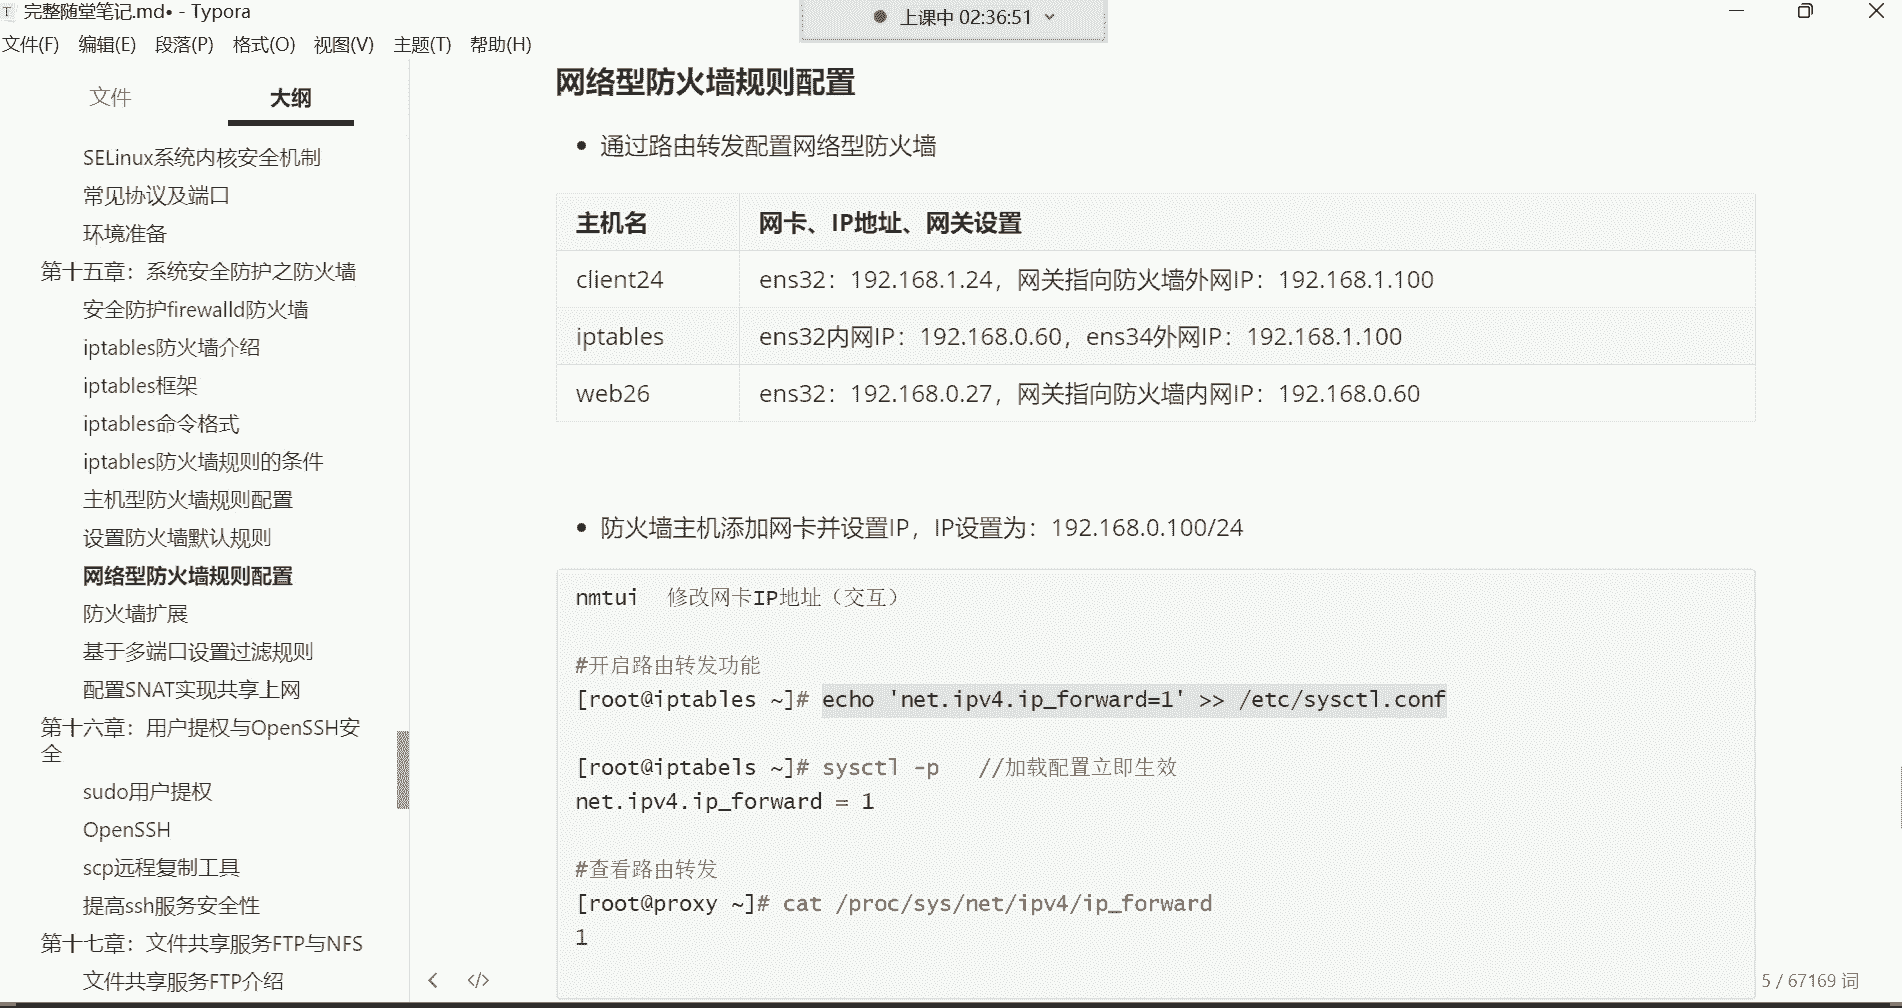 完整随堂笔记.md• - Typora
上课中 02:36:51
文件(F) 编辑(E) 段落(P) 格式(O) 视图(V) 主题(T) 帮助(H)
文件 大纲
SELinux系统内核安全机制
常见协议及端口
环境准备
第十五章：系统安全防护之防火墙
安全防护firewalld防火墙
iptables防火墙介绍
iptables框架
iptables命令格式
iptables防火墙规则的条件
主机型防火墙规则配置
设置防火墙默认规则
网络型防火墙规则配置
防火墙扩展
基于多端口设置过滤规则
配置SNAT实现共享上网
第十六章：用户提权与OpenSSH安
全
sudo用户提权
OpenSSH
scp远程复制工具
提高ssh服务安全性
第十七章：文件共享服务FTP与NFS
文件共享服务FTP介绍
网络型防火墙规则配置
• 通过路由转发配置网络型防火墙
主机名 网卡、IP地址、网关设置
client24 ens32：192.168.1.24，网关指向防火墙外网IP：192.168.1.100
iptables ens32内网IP：192.168.0.60，ens34外网IP：192.168.1.100
web26 ens32：192.168.0.27，网关指向防火墙内网IP：192.168.0.60
• 防火墙主机添加网卡并设置IP，IP设置为：192.168.0.100/24
nmtui 修改网卡IP地址（交互）
#开启路由转发功能
[root@iptables ~]# echo 'net.ipv4.ip_forward=1' >> /etc/sysctl.conf
[root@iptabels ~]# sysctl -p //加载配置立即生效
net.ipv4.ip_forward = 1
#查看路由转发
[root@proxy ~]# cat /proc/sys/net/ipv4/ip_forward
1
</> 5 / 67169 词